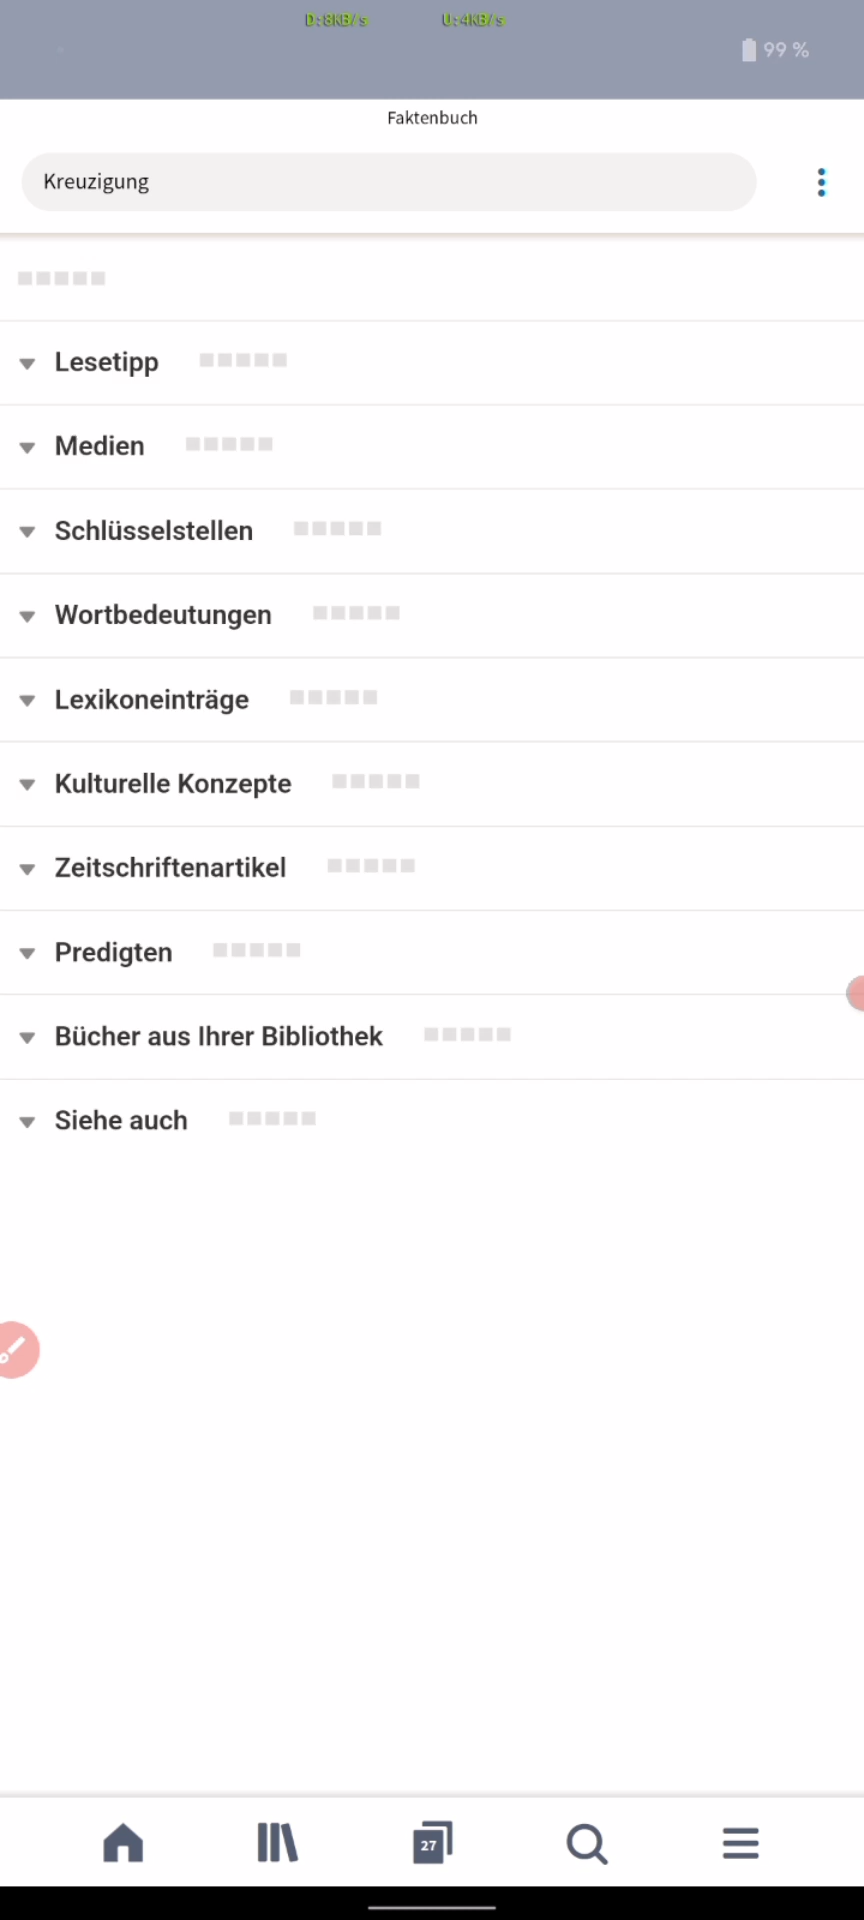 D:8KB/s U:4KB/s
99 %
Faktenbuch
Kreuzigung
Lesetipp
Medien
Schlüsselstellen
Wortbedeutungen
Lexikoneinträge
Kulturelle Konzepte
Zeitschriftenartikel
Predigten
Bücher aus Ihrer Bibliothek
Siehe auch
27